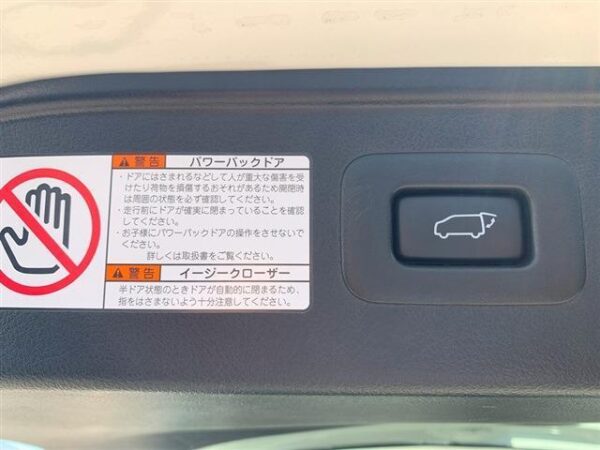 警告 パワーバックドア
・ドアにはさまれるなどして人が重大な傷害を受
けたり荷物を損傷するおそれがあるため開閉時
は周囲の状態を必ず確認してください。
・走行前にドアが確実に閉まっていることを確認
してください。
・お子様にパワーバックドアの操作をさせないで
ください。
詳しくは取扱書をご覧ください。
警告 イージークローザー
半ドア状態のときドアが自動的に閉まるため、
指をはさまないよう十分注意してください。